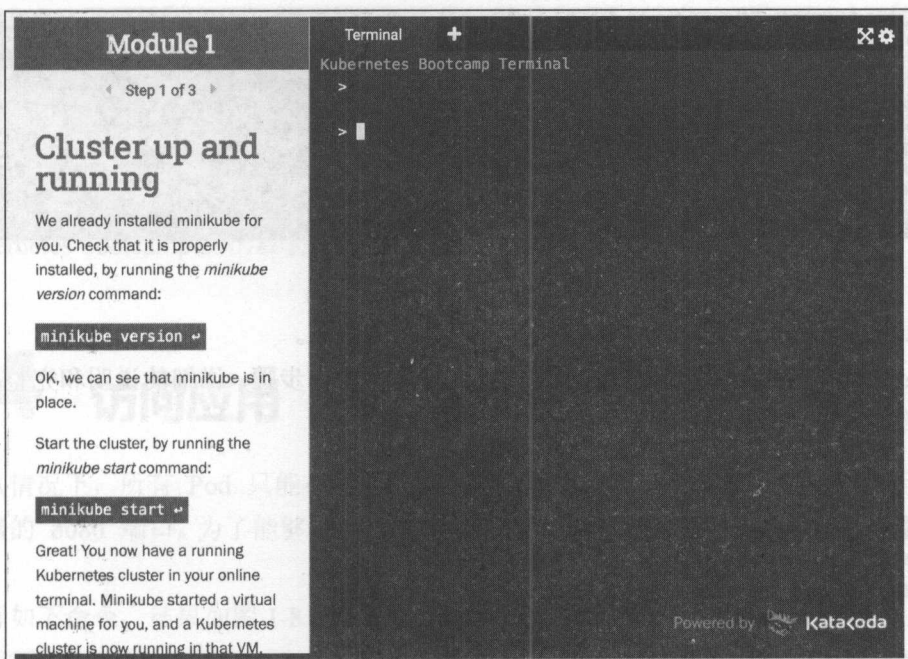 Module 1
Step 1 of 3
Cluster up and
running
We already installed minikube for
you. Check that it is properly
installed, by running the minikube
version command:
minikube version ↵
OK, we can see that minikube is in
place.
Start the cluster, by running the
minikube start command:
minikube start ↵
Great! You now have a running
Kubernetes cluster in your online
terminal. Minikube started a virtual
machine for you, and a Kubernetes
cluster is now running in that VM.
Terminal +
Kubernetes Bootcamp Terminal
>
>
Powered by Katacoda
访问应用